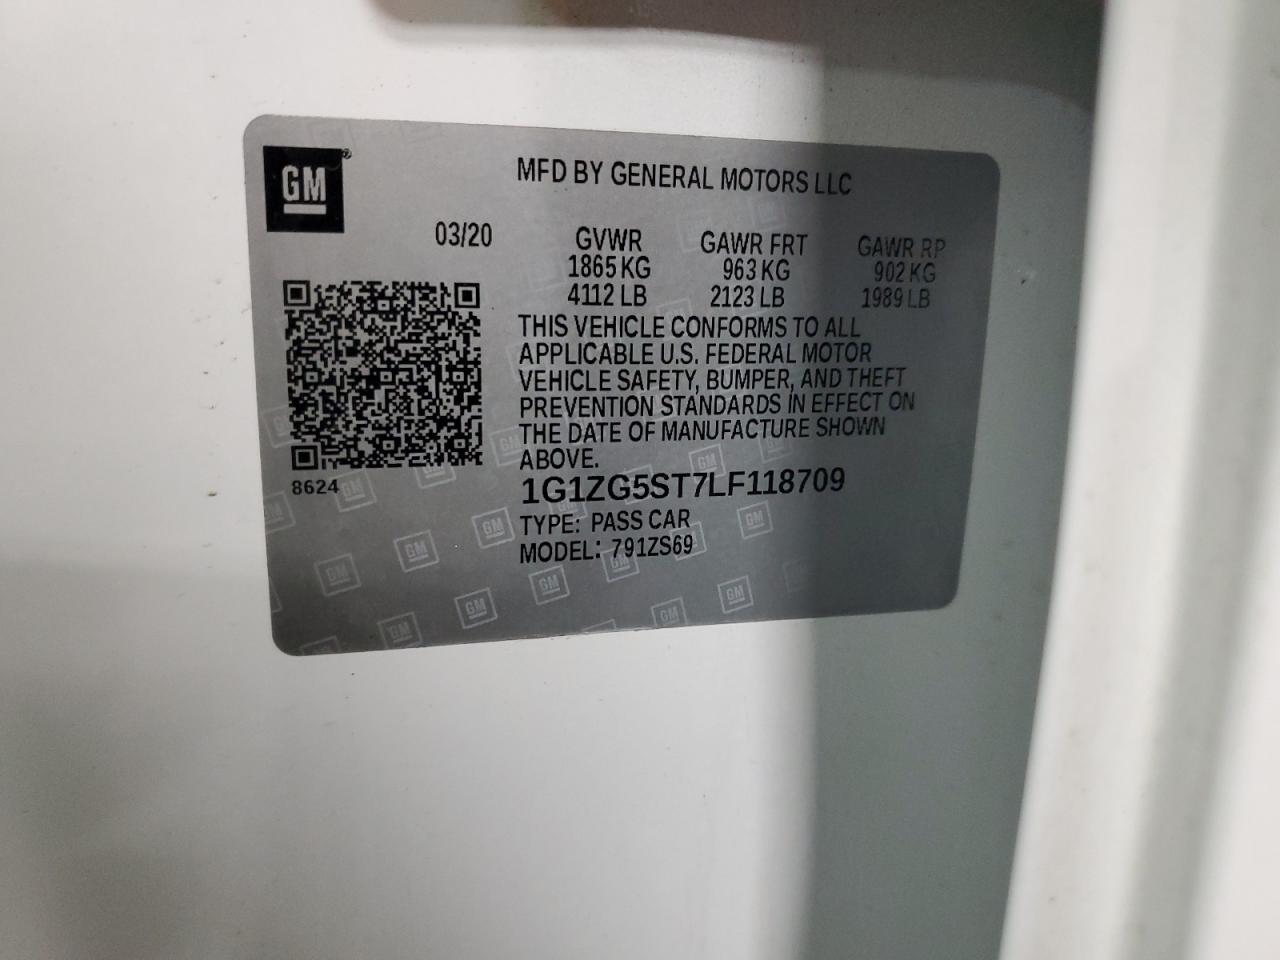 GM®
MFD BY GENERAL MOTORS LLC
03/20
GVWR GAWR FRT GAWR RP
1865 KG 963 KG 902 KG
4112 LB 2123 LB 1989 LB
THIS VEHICLE CONFORMS TO ALL
APPLICABLE U.S. FEDERAL MOTOR
VEHICLE SAFETY, BUMPER, AND THEFT
PREVENTION STANDARDS IN EFFECT ON
THE DATE OF MANUFACTURE SHOWN
ABOVE.
8624
1G1ZG5ST7LF118709
TYPE: PASS CAR
MODEL: 791ZS69